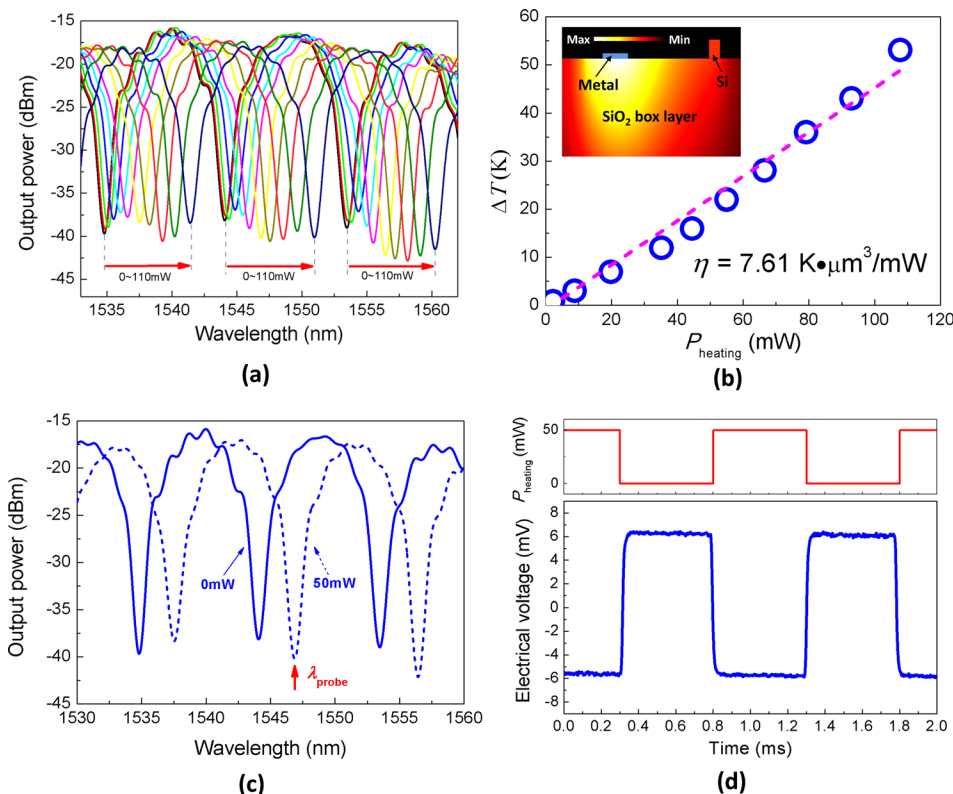 (a)
-15
-20
-25
-30
-35
-40
-45
Output power (dBm)
0~110mW 0~110mW 0~110mW
1535 1540 1545 1550 1555 1560
Wavelength (nm)
(a)
60
50
40
30
20
10
0
ΔT(K)
Max Min
Metal Si
SiO2 box layer
η = 7.61 K•μm³/mW
0 20 40 60 80 100 120
Pheating (mW)
(b)
-15
-20
-25
-30
-35
-40
-45
Output power (dBm)
0mW 50mW
λprobe
1530 1535 1540 1545 1550 1555 1560
Wavelength (nm)
(c)
50
0
Pheating (mW)
8
6
4
2
0
-2
-4
-6
-8
Electrical voltage (mV)
0.0 0.2 0.4 0.6 0.8 1.0 1.2 1.4 1.6 1.8 2.0
Time (ms)
(d)